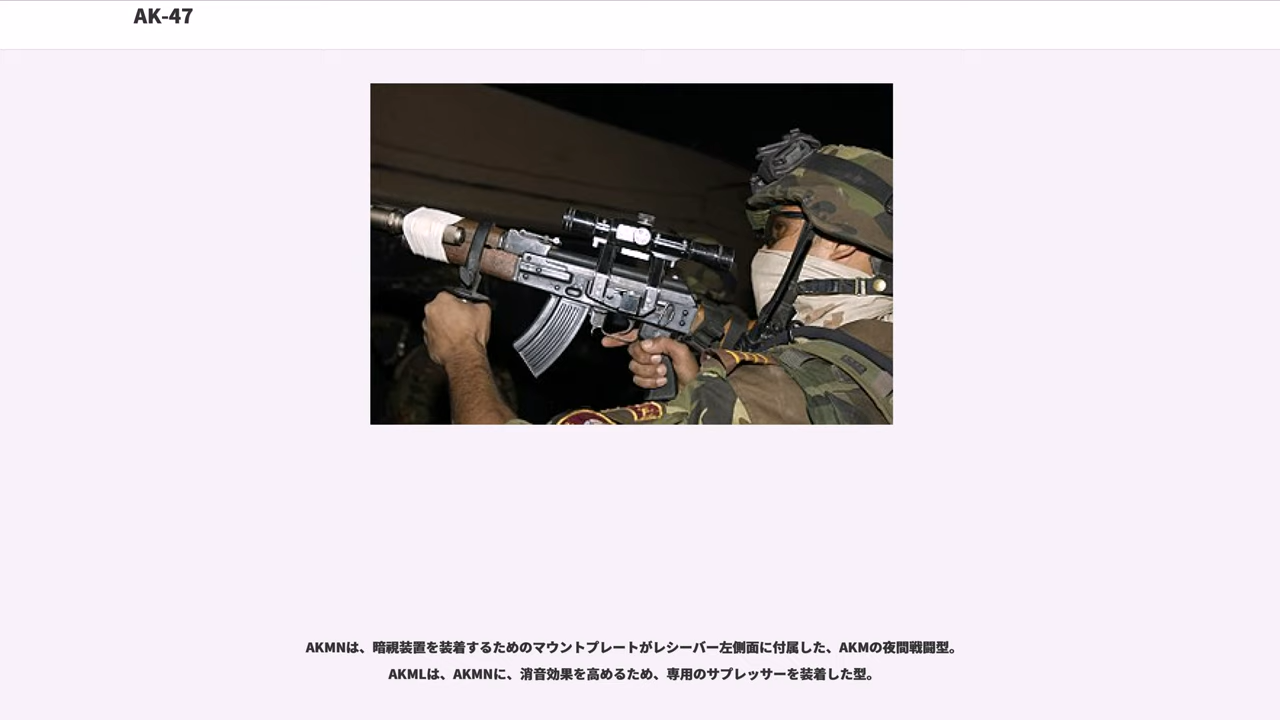 AK-47
AKMNは、暗視装置を装着するためのマウントプレートがレシーバー左側面に付属した、AKMの夜間戦闘型。
AKMLは、AKMNに、消音効果を高めるため、専用のサプレッサーを装着した型。